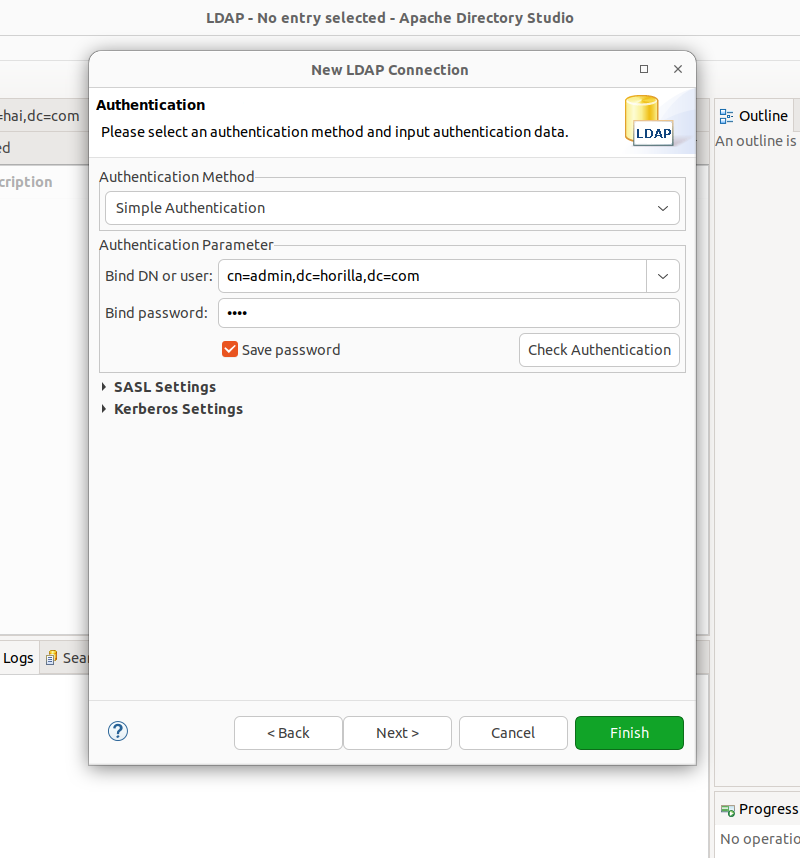 LDAP - No entry selected - Apache Directory Studio
New LDAP Connection
Authentication
Please select an authentication method and input authentication data.
LDAP
=hai,dc=com
ed
cription
Outline
An outline is
Authentication Method
Simple Authentication
Authentication Parameter
Bind DN or user: cn=admin,dc=horilla,dc=com
Bind password: ••••
Save password
Check Authentication
SASL Settings
Kerberos Settings
Logs
Sear
? < Back Next > Cancel Finish
Progress
No operatio